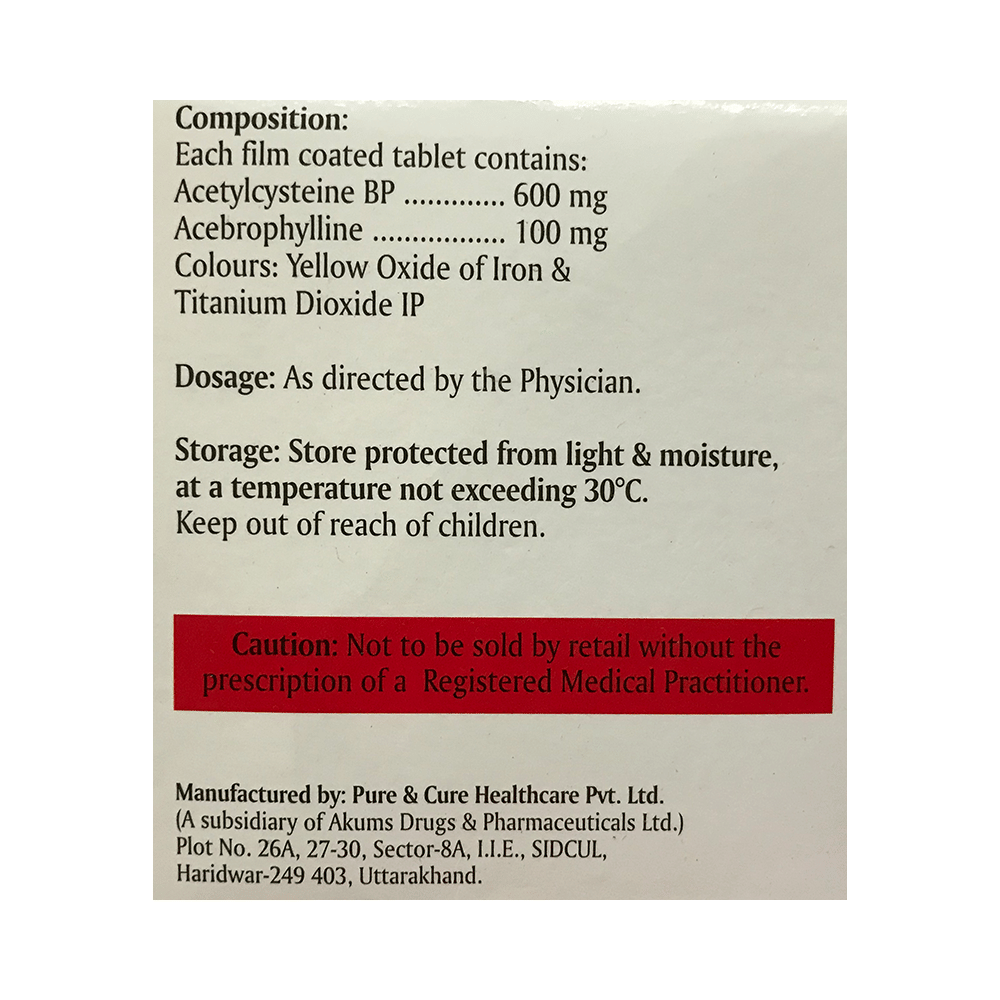 Composition:
Each film coated tablet contains:
Acetylcysteine BP ............. 600 mg
Acebrophylline ................. 100 mg
Colours: Yellow Oxide of Iron &
Titanium Dioxide IP
Dosage: As directed by the Physician.
Storage: Store protected from light & moisture,
at a temperature not exceeding 30°C.
Keep out of reach of children.
Caution: Not to be sold by retail without the
prescription of a Registered Medical Practitioner.
Manufactured by: Pure & Cure Healthcare Pvt. Ltd.
(A subsidiary of Akums Drugs & Pharmaceuticals Ltd.)
Plot No. 26A, 27-30, Sector-8A, I.I.E., SIDCUL,
Haridwar-249 403, Uttarakhand.